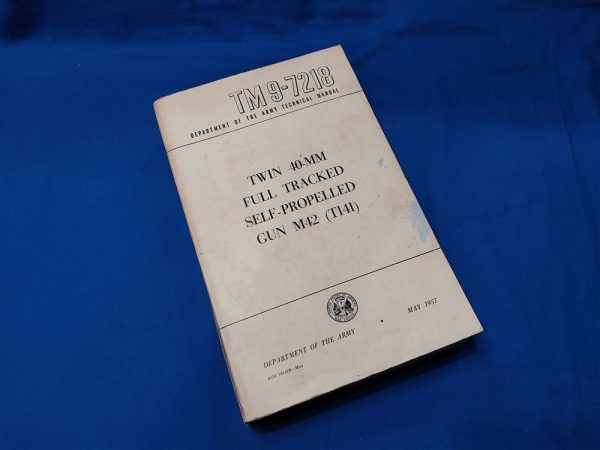 TM 9-7218
DEPARTMENT OF THE ARMY TECHNICAL MANUAL
TWIN 40-MM
FULL TRACKED
SELF-PROPELLED
GUN M42 (T141)
DEPARTMENT OF THE ARMY
MAY 1957